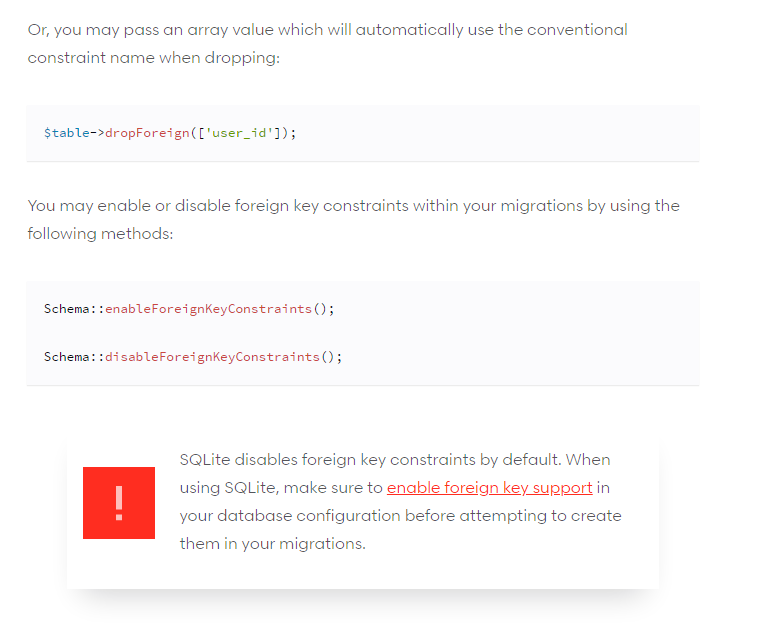 Or, you may pass an array value which will automatically use the conventional
constraint name when dropping:
$table->dropForeign(['user_id']);
You may enable or disable foreign key constraints within your migrations by using the
following methods:
Schema::enableForeignKeyConstraints();
Schema::disableForeignKeyConstraints();
!
SQLite disables foreign key constraints by default. When
using SQLite, make sure to enable foreign key support in
your database configuration before attempting to create
them in your migrations.